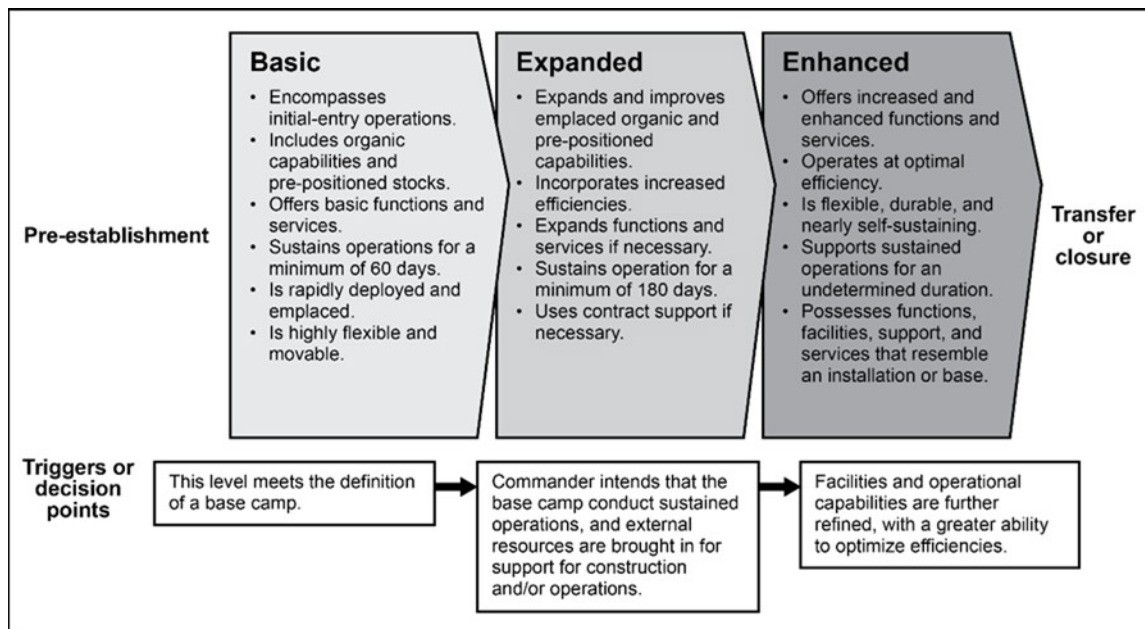 Pre-establishment
Basic
• Encompasses
initial-entry operations.
• Includes organic
capabilities and
pre-positioned stocks.
• Offers basic functions and
services.
• Sustains operations for a
minimum of 60 days.
• Is rapidly deployed and
emplaced.
• Is highly flexible and
movable.
Expanded
• Expands and improves
emplaced organic and
pre-positioned
capabilities.
• Incorporates increased
efficiencies.
• Expands functions and
services if necessary.
• Sustains operation for a
minimum of 180 days.
• Uses contract support if
necessary.
Enhanced
• Offers increased and
enhanced functions and
services.
• Operates at optimal
efficiency.
• Is flexible, durable, and
nearly self-sustaining.
• Supports sustained
operations for an
undetermined duration.
• Possesses functions,
facilities, support, and
services that resemble
an installation or base.
Transfer
or
closure
Triggers or
decision
points
This level meets the definition
of a base camp.
Commander intends that the
base camp conduct sustained
operations, and external
resources are brought in for
support for construction
and/or operations.
Facilities and operational
capabilities are further
refined, with a greater ability
to optimize efficiencies.